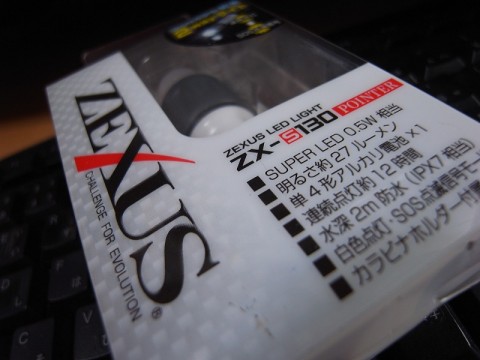 ZEXUS®
CHALLENGE FOR EVOLUTION
ZEXUS LED LIGHT
ZX-S130 POINTER
■ SUPER LED 0.5W 相当
■ 明るさ約27ルーメン
■ 単4形アルカリ電池×1
■ 連続点灯約12時間
■ 水深2m防水（IPX7相当）
■ 白色点灯 SOS点滅信号モー
■ カラビナホルダー付